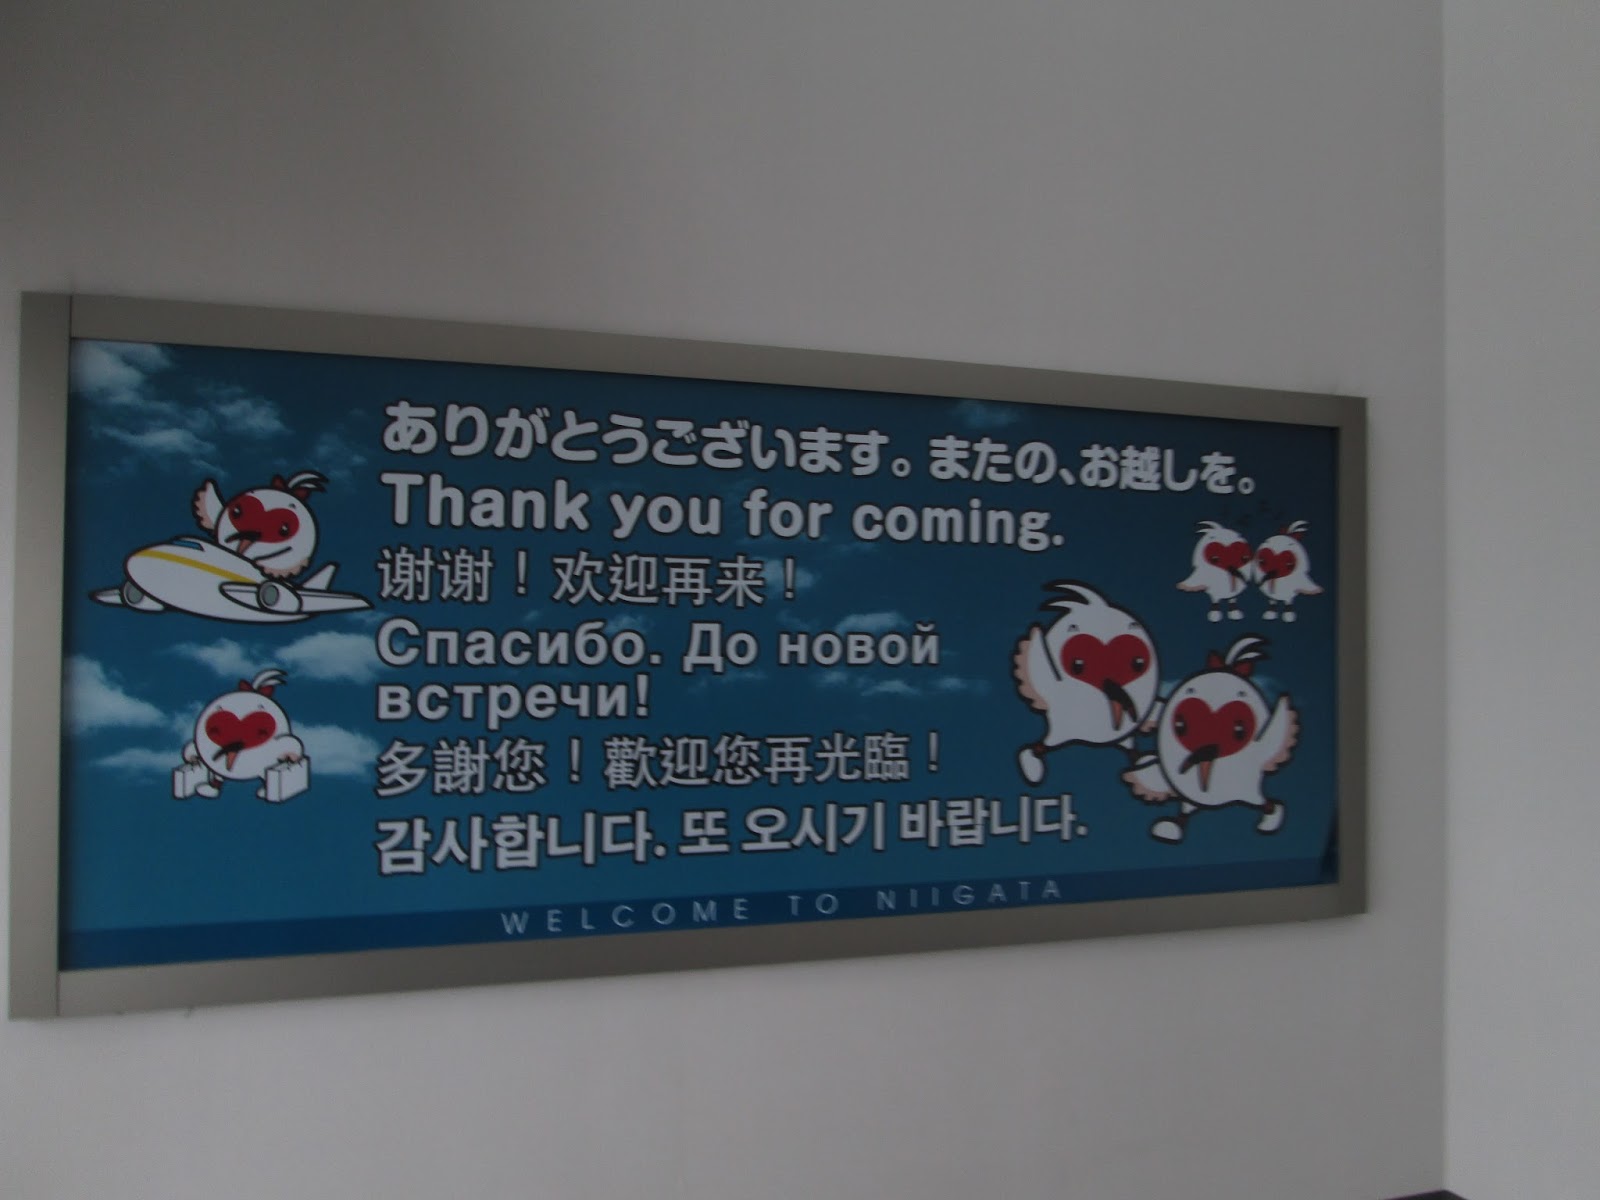 ありがとうございます。またの、お越しを。
Thank you for coming.
谢谢！欢迎再来！
Спасибо. До новой
встречи!
多謝您！歡迎您再光臨！
감사합니다. 또 오시기 바랍니다.
WELCOME TO NIIGATA